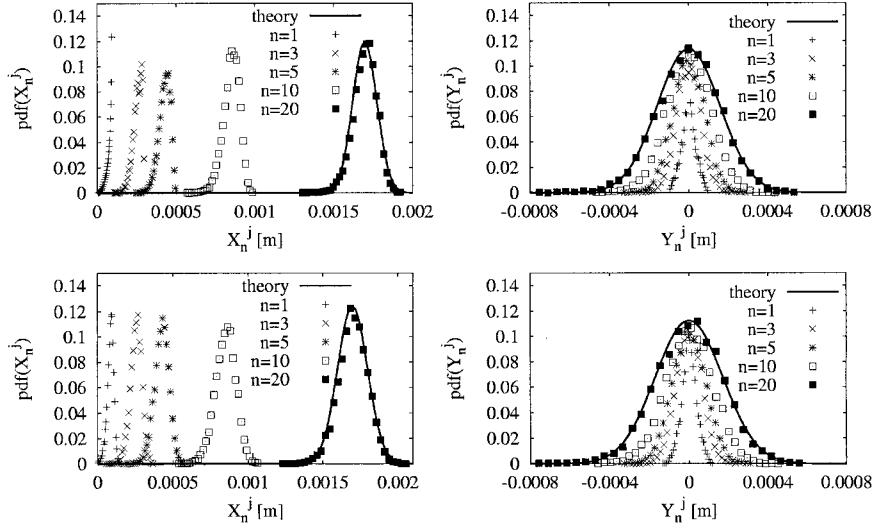 pdf(X_n^j)
0.14
0.12
0.1
0.08
0.06
0.04
0.02
0
theory
n=1
n=3
n=5
n=10
n=20
0 0.0005 0.001 0.0015 0.002
X_n^j [m]
pdf(Y_n^j)
0.14
0.12
0.1
0.08
0.06
0.04
0.02
0
theory
n=1
n=3
n=5
n=10
n=20
-0.0008 -0.0004 0 0.0004 0.0008
Y_n^j [m]
pdf(X_n^j)
0.14
0.12
0.1
0.08
0.06
0.04
0.02
0
theory
n=1
n=3
n=5
n=10
n=20
0 0.0005 0.001 0.0015 0.002
X_n^j [m]
pdf(Y_n^j)
0.14
0.12
0.1
0.08
0.06
0.04
0.02
0
theory
n=1
n=3
n=5
n=10
n=20
-0.0008 -0.0004 0 0.0004 0.0008
Y_n^j [m]